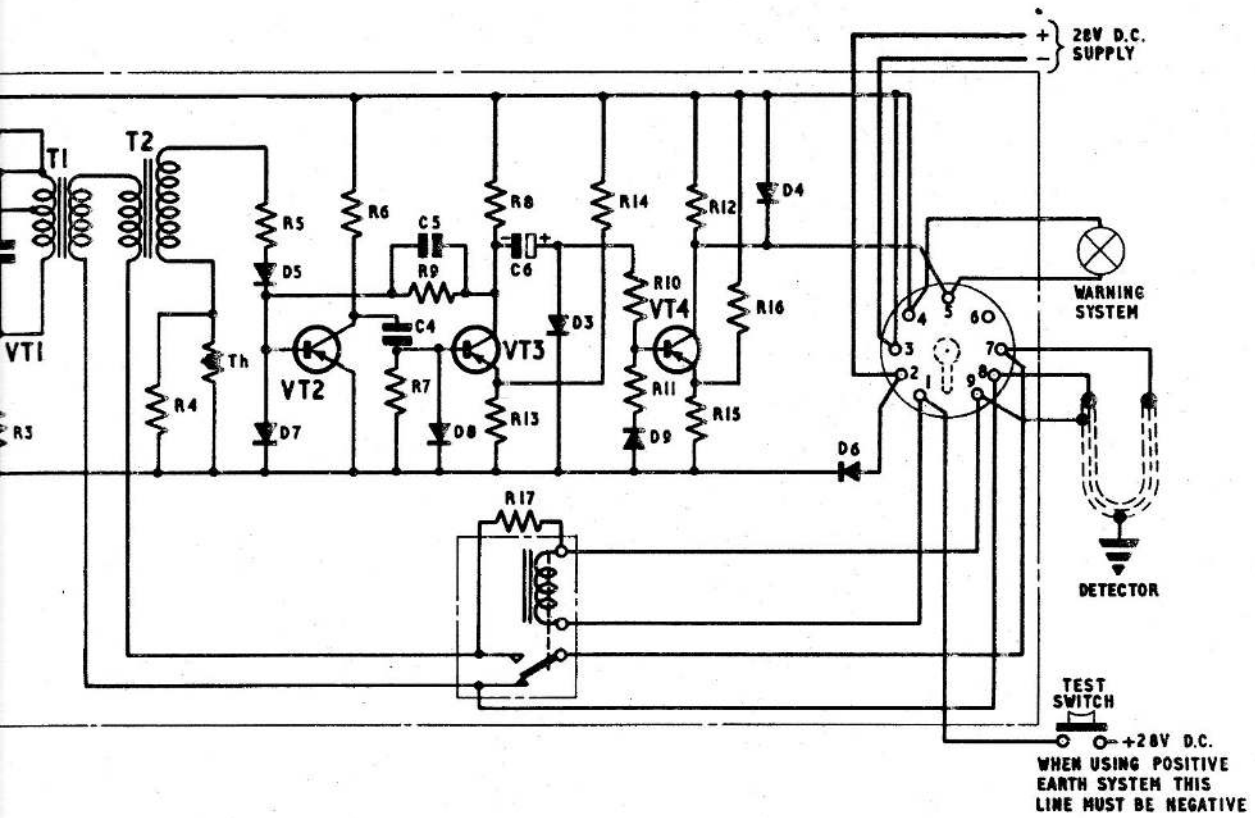 + 28V D.C.
− SUPPLY
T1
T2
R5
R6
R8
R14
R12
D4
C5
C6
D5
R9
R10
VT4
R16
D3
WARNING
SYSTEM
4
5
6
VT1
Th
C4
VT3
3
7
VT2
R7
R11
2
8
R4
R13
R15
1
9
R3
D7
D8
D9
D6
R17
DETECTOR
TEST
SWITCH
+28V D.C.
WHEN USING POSITIVE
EARTH SYSTEM THIS
LINE MUST BE NEGATIVE